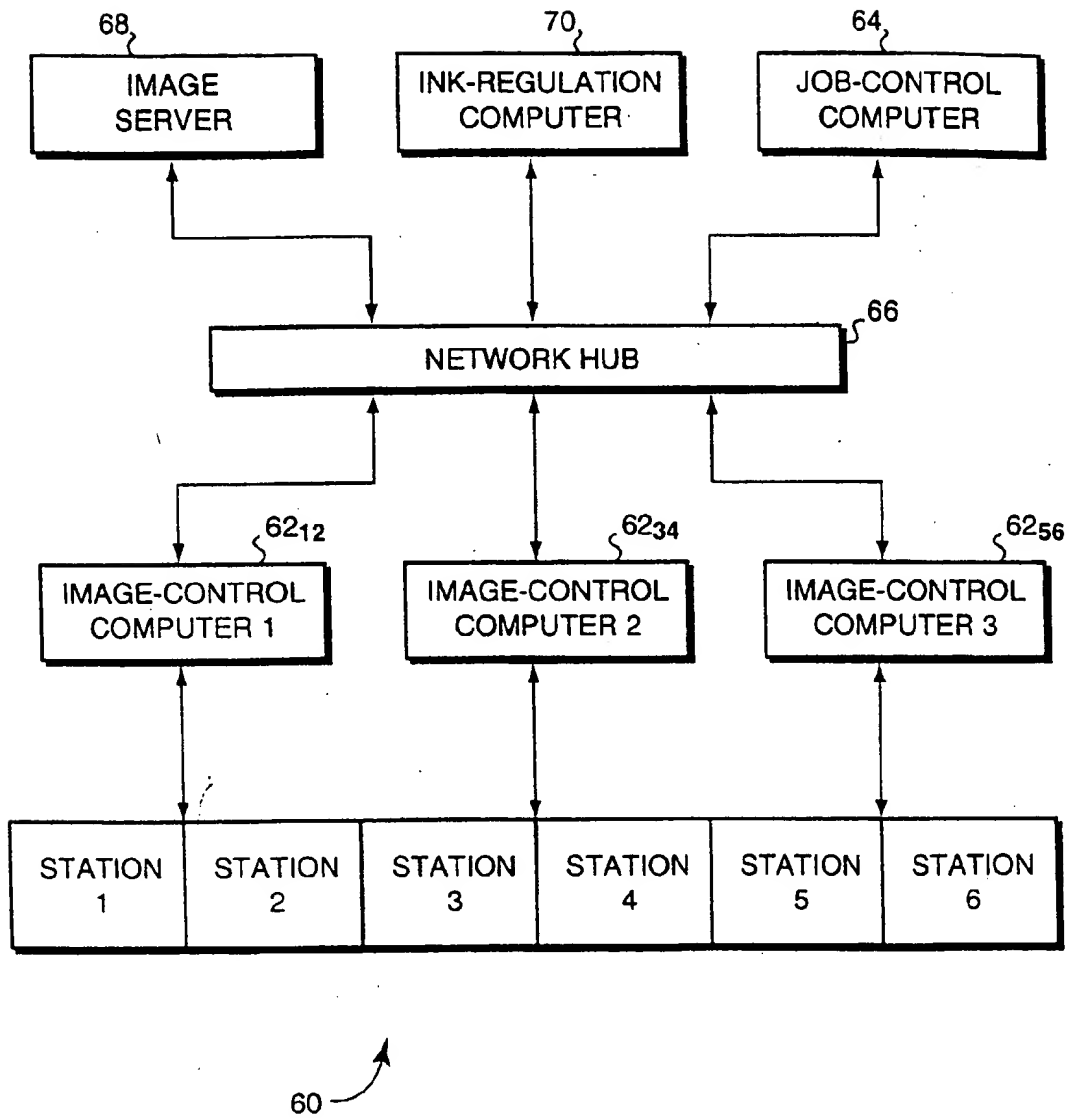 68
70
64
IMAGE
SERVER
INK-REGULATION
COMPUTER
JOB-CONTROL
COMPUTER
66
NETWORK HUB
62₁₂
62₃₄
62₅₆
IMAGE-CONTROL
COMPUTER 1
IMAGE-CONTROL
COMPUTER 2
IMAGE-CONTROL
COMPUTER 3
STATION
1
STATION
2
STATION
3
STATION
4
STATION
5
STATION
6
60